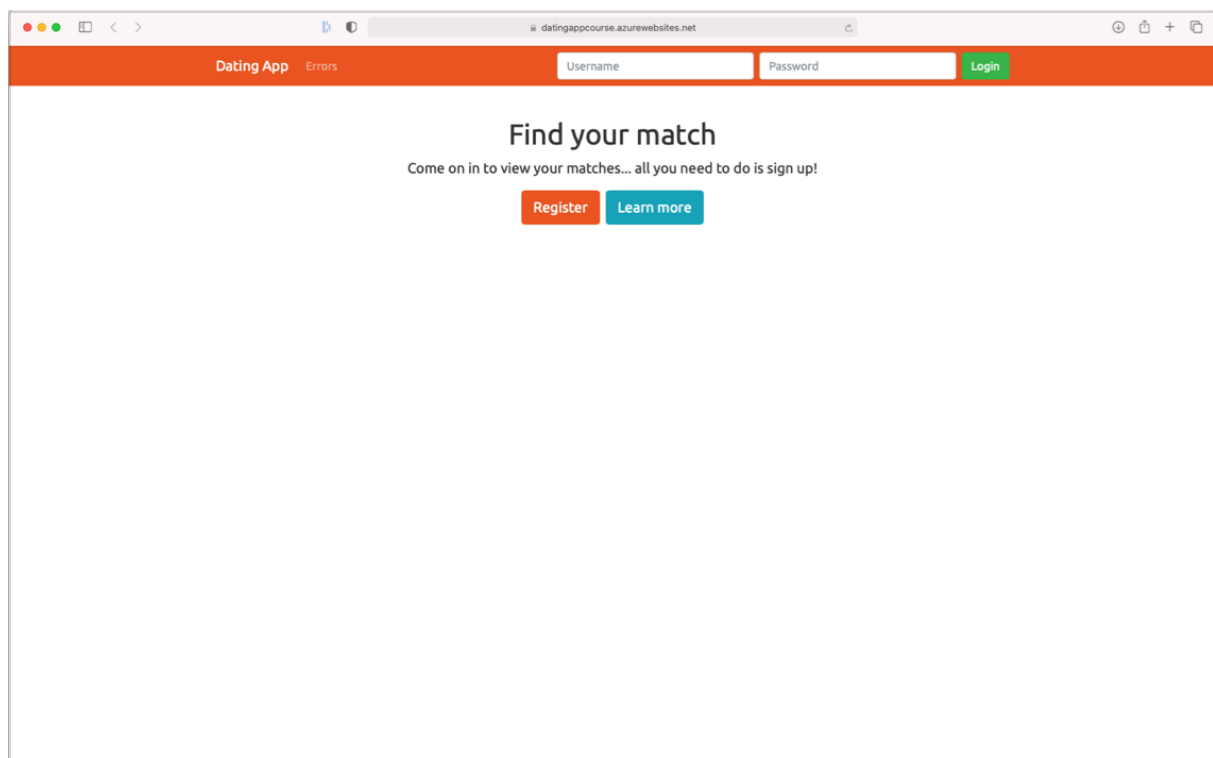 datingappcourse.azurewebsites.net
Dating App Errors Username Password Login
Find your match
Come on in to view your matches... all you need to do is sign up!
Register Learn more